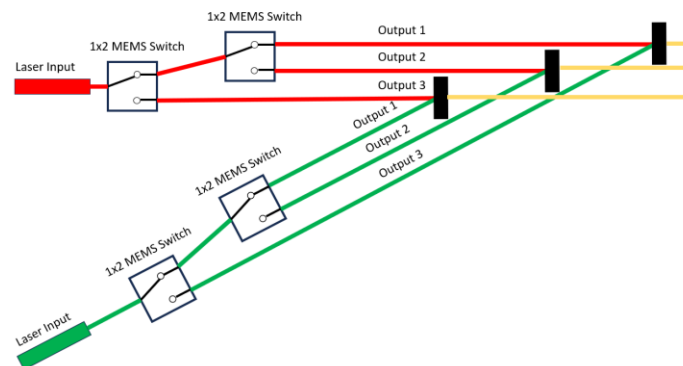 1x2 MEMS Switch
Output 1
1x2 MEMS Switch
Output 2
Laser Input
Output 3
Output 1
Output 2
Output 3
1x2 MEMS Switch
1x2 MEMS Switch
Laser Input